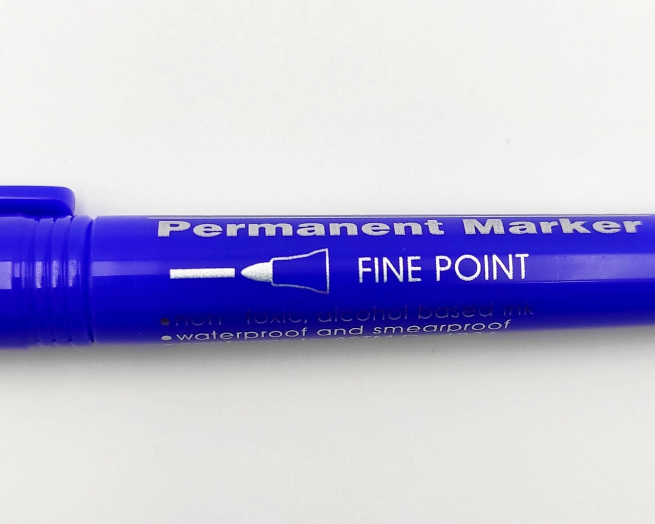 Permanent Marker
FINE POINT
•non-toxic, alcohol based ink
•waterproof and smearproof